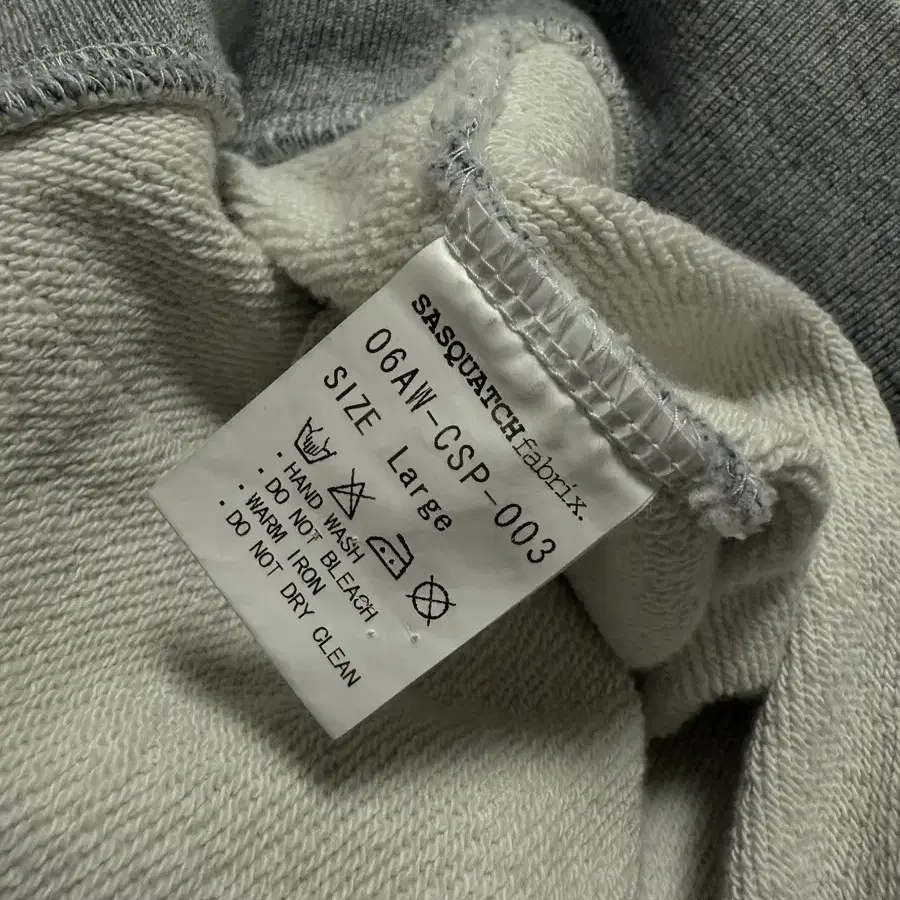 SASQUATCHfabrix.
06AW-CSP-003
SIZE Large
· HAND WASH
· DO NOT BLEACH
· WARM IRON
· DO NOT DRY CLEAN